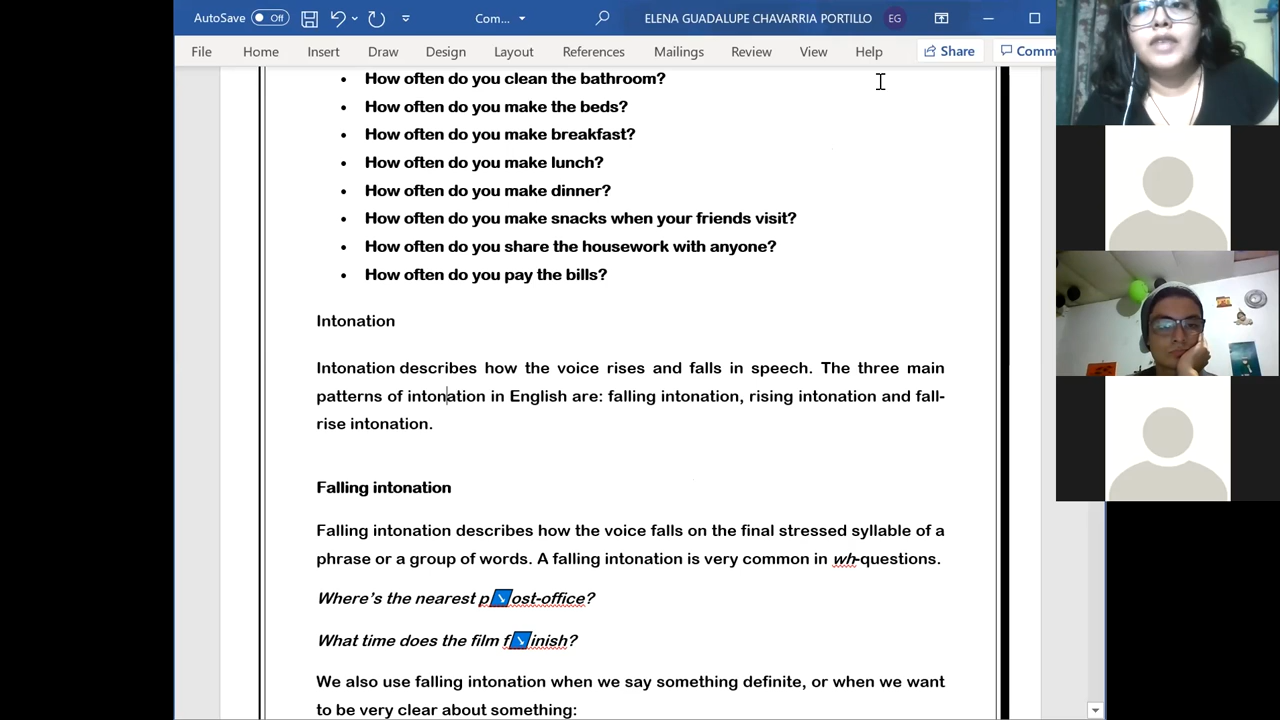 AutoSave Off Com... ELENA GUADALUPE CHAVARRIA PORTILLO EG
File Home Insert Draw Design Layout References Mailings Review View Help Share Comm
• How often do you clean the bathroom?
• How often do you make the beds?
• How often do you make breakfast?
• How often do you make lunch?
• How often do you make dinner?
• How often do you make snacks when your friends visit?
• How often do you share the housework with anyone?
• How often do you pay the bills?
Intonation
Intonation describes how the voice rises and falls in speech. The three main
patterns of intonation in English are: falling intonation, rising intonation and fall-
rise intonation.
Falling intonation
Falling intonation describes how the voice falls on the final stressed syllable of a
phrase or a group of words. A falling intonation is very common in wh-questions.
Where's the nearest p↘ost-office?
What time does the film f↘inish?
We also use falling intonation when we say something definite, or when we want
to be very clear about something: